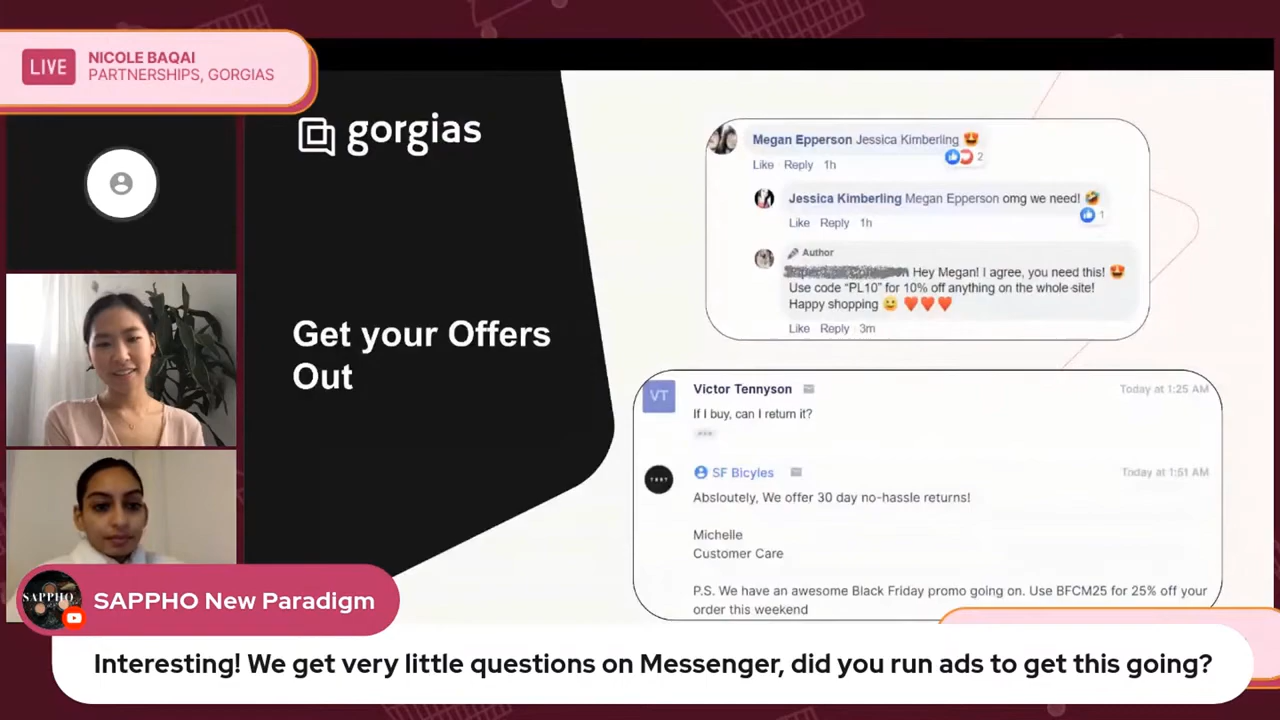 LIVE
NICOLE BAQAI
PARTNERSHIPS, GORGIAS
gorgias
Get your Offers
Out
Megan Epperson Jessica Kimberling 🤩
2
Like Reply 1h
Jessica Kimberling Megan Epperson omg we need! 🤣
1
Like Reply 1h
Author
Hey Megan! I agree, you need this! 🤩
Use code “PL10” for 10% off anything on the whole site!
Happy shopping 😀 ❤️❤️❤️
Like Reply 3m
VT
Victor Tennyson
Today at 1:25 AM
If I buy, can I return it?
SF Bicyles
Today at 1:51 AM
Absloutely, We offer 30 day no-hassle returns!
Michelle
Customer Care
P.S. We have an awesome Black Friday promo going on. Use BFCM25 for 25% off your
order this weekend
SAPPHO
SAPPHO New Paradigm
Interesting! We get very little questions on Messenger, did you run ads to get this going?